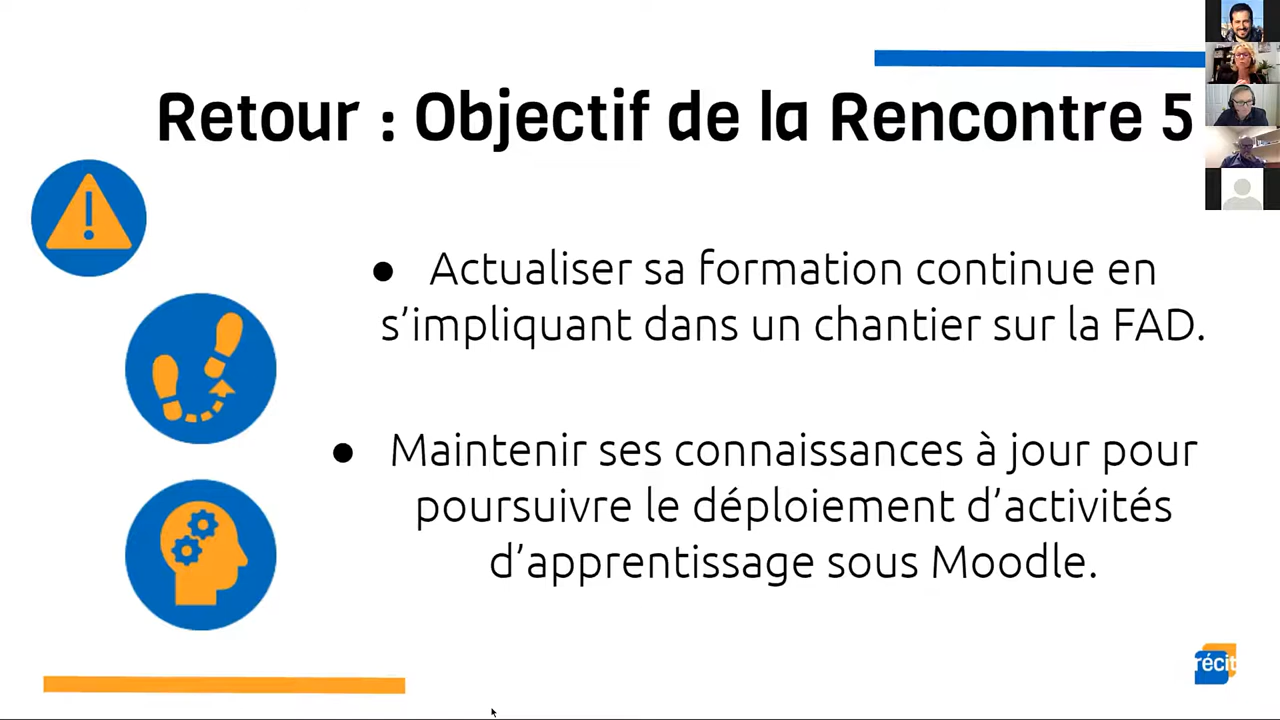 Retour : Objectif de la Rencontre 5
● Actualiser sa formation continue en
s’impliquant dans un chantier sur la FAD.
● Maintenir ses connaissances à jour pour
poursuivre le déploiement d’activités
d’apprentissage sous Moodle.
récit